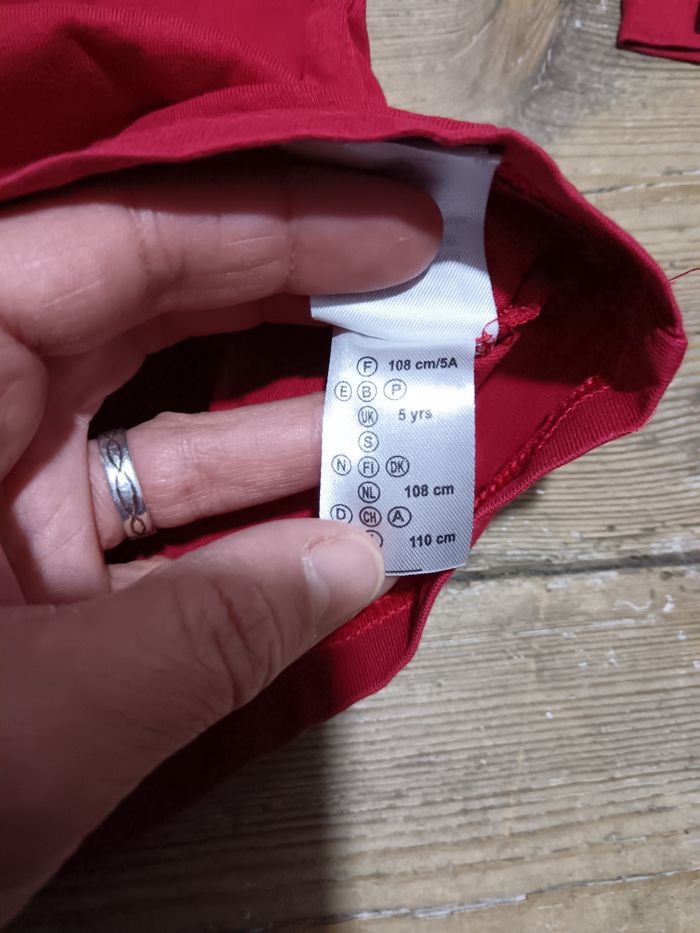 F 108 cm/5A
E B P
UK 5 yrs
S
N FI DK
NL 108 cm
D CH A
110 cm